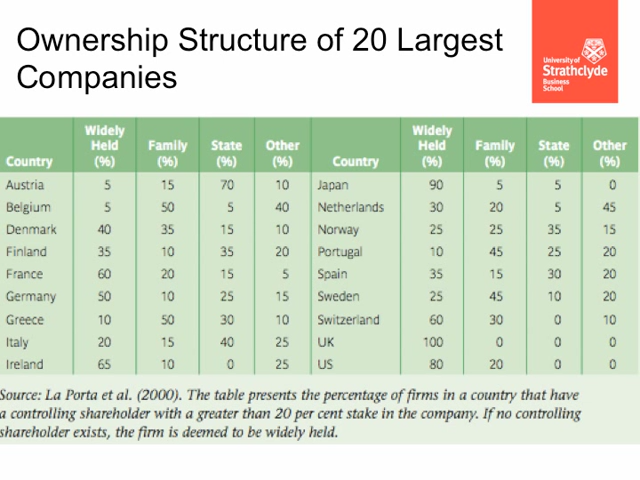 Ownership Structure of 20 Largest
Companies
University of
Strathclyde
Business
School
Country Widely Held (%) Family (%) State (%) Other (%) Country Widely Held (%) Family (%) State (%) Other (%)
Austria 5 15 70 10 Japan 90 5 5 0
Belgium 5 50 5 40 Netherlands 30 20 5 45
Denmark 40 35 15 10 Norway 25 25 35 15
Finland 35 10 35 20 Portugal 10 45 25 20
France 60 20 15 5 Spain 35 15 30 20
Germany 50 10 25 15 Sweden 25 45 10 20
Greece 10 50 30 10 Switzerland 60 30 0 10
Italy 20 15 40 25 UK 100 0 0 0
Ireland 65 10 0 25 US 80 20 0 0
Source: La Porta et al. (2000). The table presents the percentage of firms in a country that have
a controlling shareholder with a greater than 20 per cent stake in the company. If no controlling
shareholder exists, the firm is deemed to be widely held.